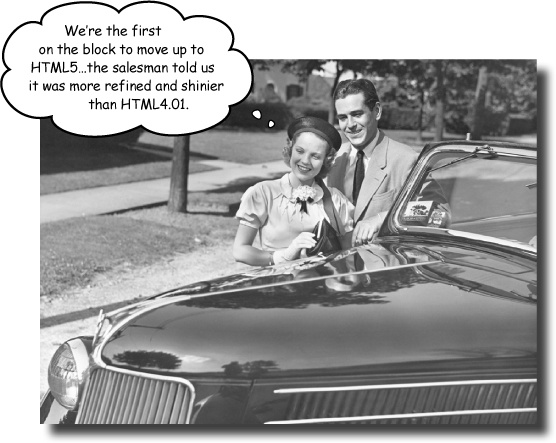 We're the first
on the block to move up to
HTML5...the salesman told us
it was more refined and shinier
than HTML4.01.